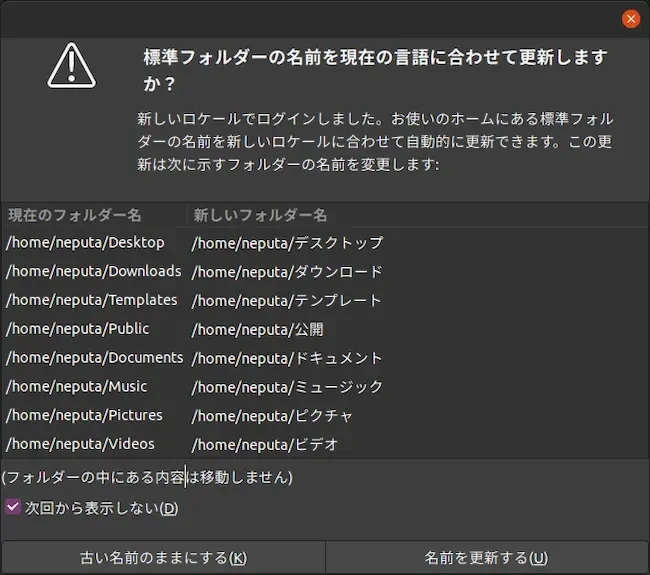 標準フォルダーの名前を現在の言語に合わせて更新します
か？
新しいロケールでログインしました。お使いのホームにある標準フォル
ダーの名前を新しいロケールに合わせて自動的に更新できます。この更
新は次に示すフォルダーの名前を変更します:
現在のフォルダー名 新しいフォルダー名
/home/neputa/Desktop /home/neputa/デスクトップ
/home/neputa/Downloads /home/neputa/ダウンロード
/home/neputa/Templates /home/neputa/テンプレート
/home/neputa/Public /home/neputa/公開
/home/neputa/Documents /home/neputa/ドキュメント
/home/neputa/Music /home/neputa/ミュージック
/home/neputa/Pictures /home/neputa/ピクチャ
/home/neputa/Videos /home/neputa/ビデオ
(フォルダーの中にある内容は移動しません)
次回から表示しない(D)
古い名前のままにする(K) 名前を更新する(U)